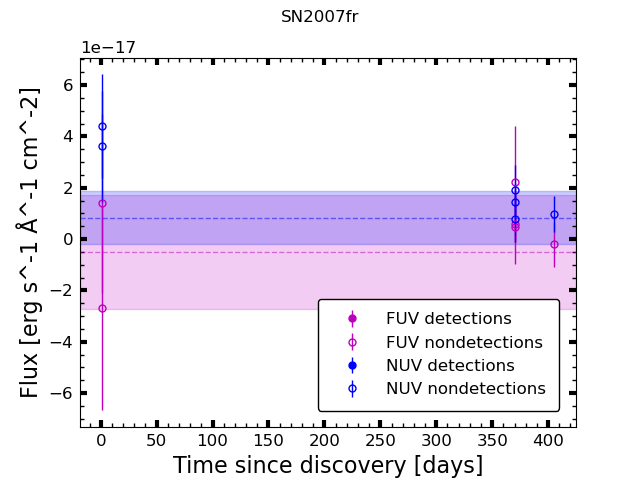 SN2007fr
1e−17
6
4
2
0
−2
−4
−6
Flux [erg s^-1 Å^-1 cm^-2]
0 50 100 150 200 250 300 350 400
Time since discovery [days]
FUV detections
FUV nondetections
NUV detections
NUV nondetections